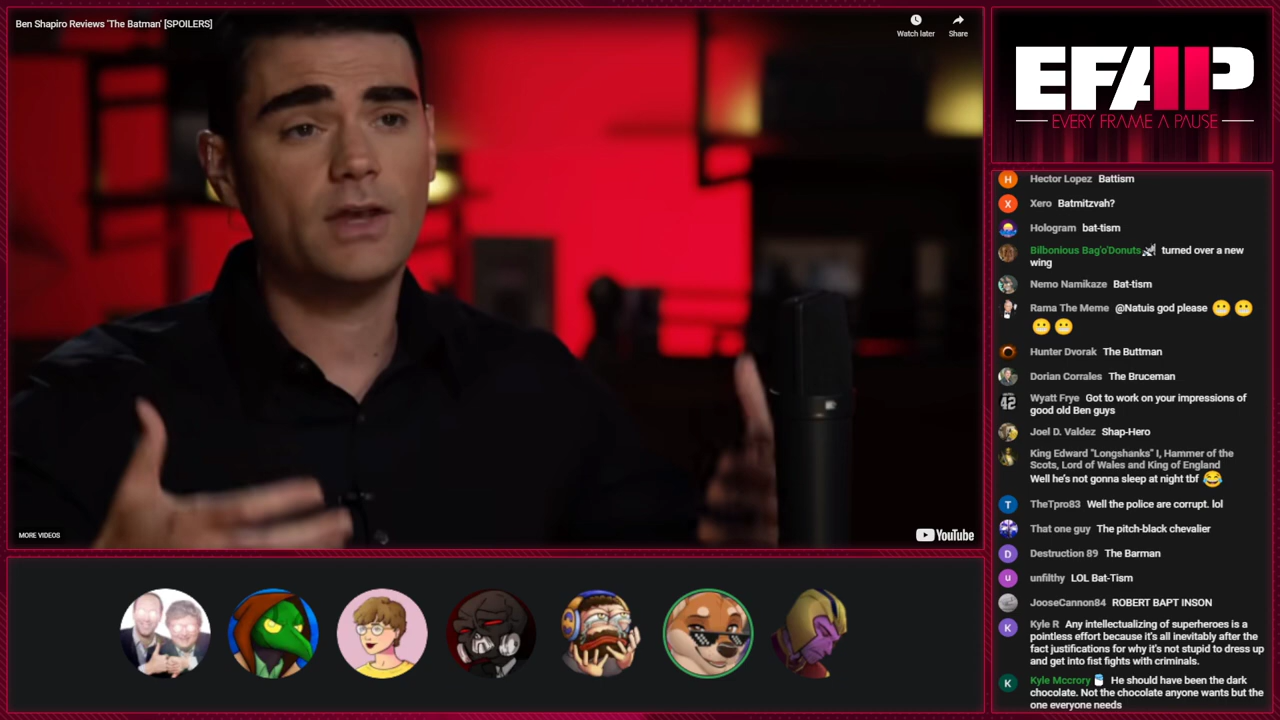 Ben Shapiro Reviews 'The Batman' [SPOILERS]
Watch later
Share
MORE VIDEOS
YouTube
EFAP
EVERY FRAME A PAUSE
H
Hector Lopez Battism
X
Xero Batmitzvah?
Hologram bat-tism
Bilbonious Bag'o'Donuts turned over a new
wing
Nemo Namikaze Bat-tism
Rama The Meme @Natuis god please
Hunter Dvorak The Buttman
Dorian Corrales The Bruceman
42
Wyatt Frye Got to work on your impressions of
good old Ben guys
Joel D. Valdez Shap-Hero
King Edward "Longshanks" I, Hammer of the
Scots, Lord of Wales and King of England
Well he's not gonna sleep at night tbf 😂
T
TheTpro83 Well the police are corrupt. lol
That one guy The pitch-black chevalier
D
Destruction 89 The Barman
u
unfilthy LOL Bat-Tism
JooseCannon84 ROBERT BAPT INSON
K
Kyle R Any intellectualizing of superheroes is a
pointless effort because it's all inevitably after the
fact justifications for why it's not stupid to dress up
and get into fist fights with criminals.
K
Kyle Mccrory He should have been the dark
chocolate. Not the chocolate anyone wants but the
one everyone needs